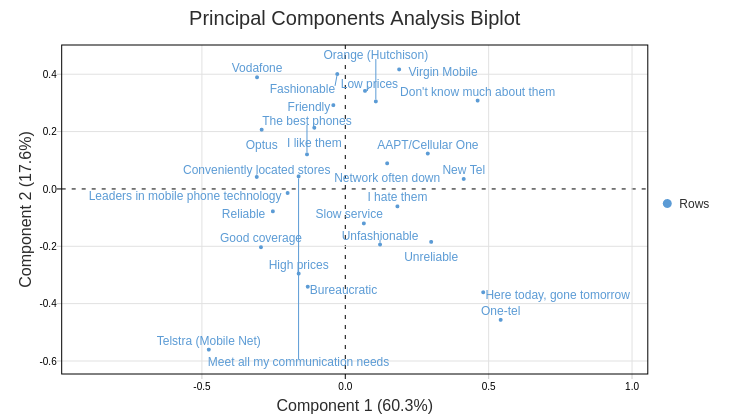 Principal Components Analysis Biplot
Orange (Hutchison)
Vodafone
Virgin Mobile
0.4
Fashionable
Low prices
Don't know much about them
Friendly
The best phones
0.2
Optus
I like them
AAPT/Cellular One
Conveniently located stores
New Tel
Network often down
0.0
Leaders in mobile phone technology
I hate them
Reliable
Slow service
Good coverage
Unfashionable
-0.2
Unreliable
High prices
Bureaucratic
Here today, gone tomorrow
-0.4
One-tel
Telstra (Mobile Net)
-0.6
Meet all my communication needs
-0.5
0.0
0.5
1.0
Component 1 (60.3%)
Component 2 (17.6%)
Rows